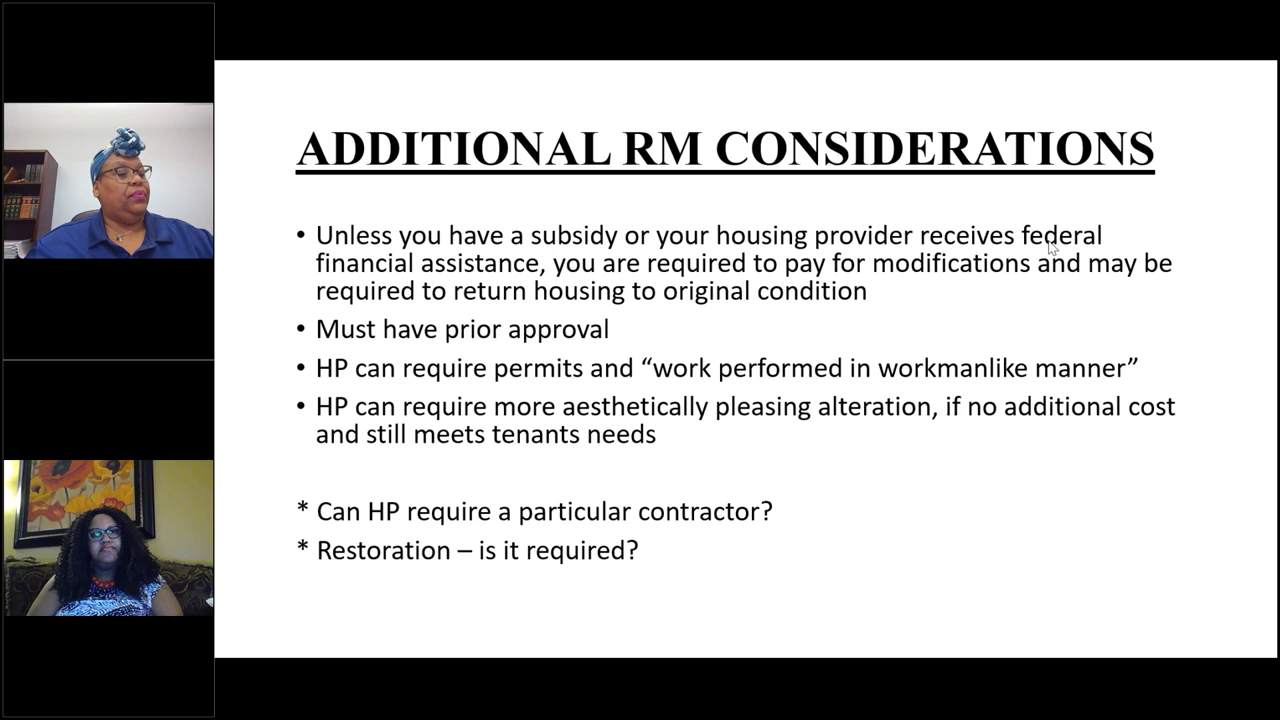 ADDITIONAL RM CONSIDERATIONS
• Unless you have a subsidy or your housing provider receives federal
financial assistance, you are required to pay for modifications and may be
required to return housing to original condition
• Must have prior approval
• HP can require permits and “work performed in workmanlike manner”
• HP can require more aesthetically pleasing alteration, if no additional cost
and still meets tenants needs
* Can HP require a particular contractor?
* Restoration – is it required?